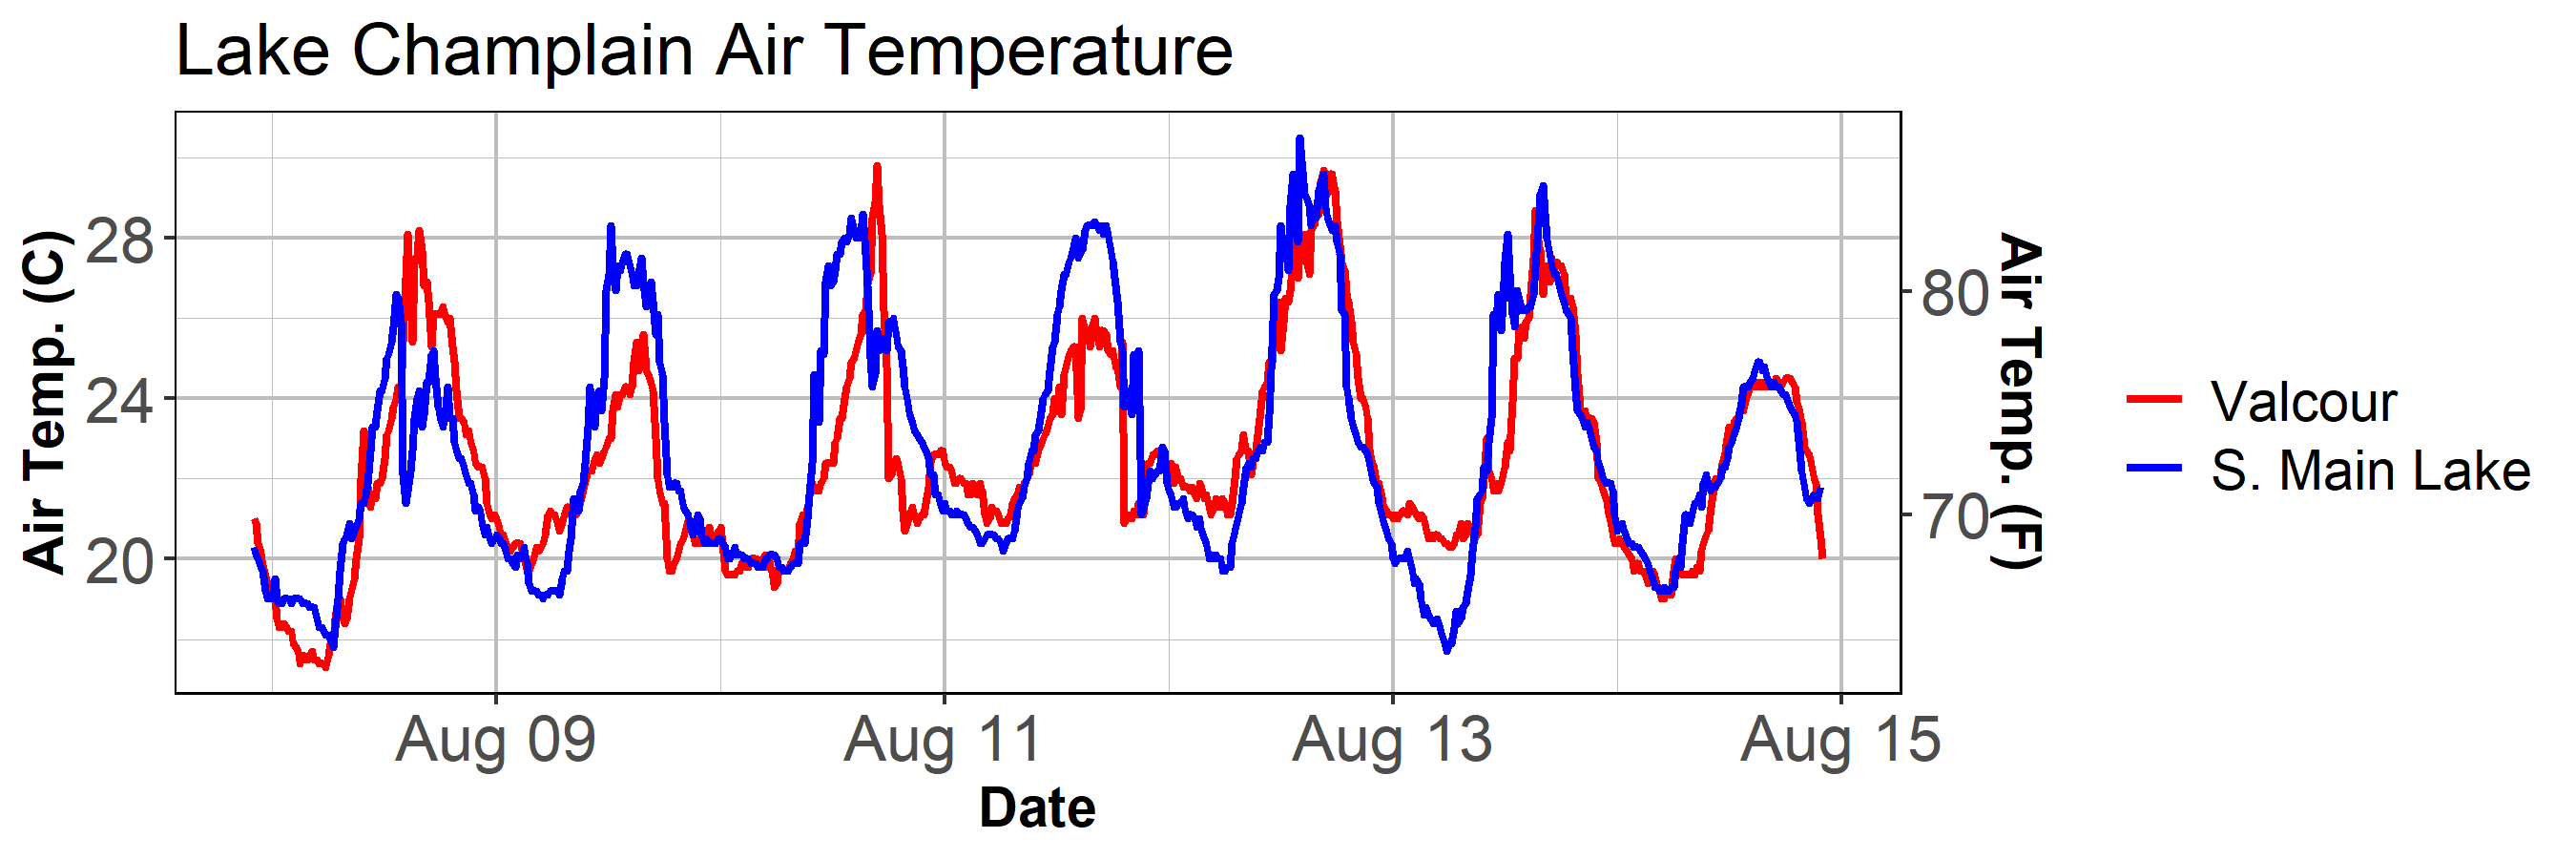 Lake Champlain Air Temperature
Air Temp. (C)
28
24
20
80
70
Air Temp. (F)
Aug 09
Aug 11
Aug 13
Aug 15
Date
Valcour
S. Main Lake